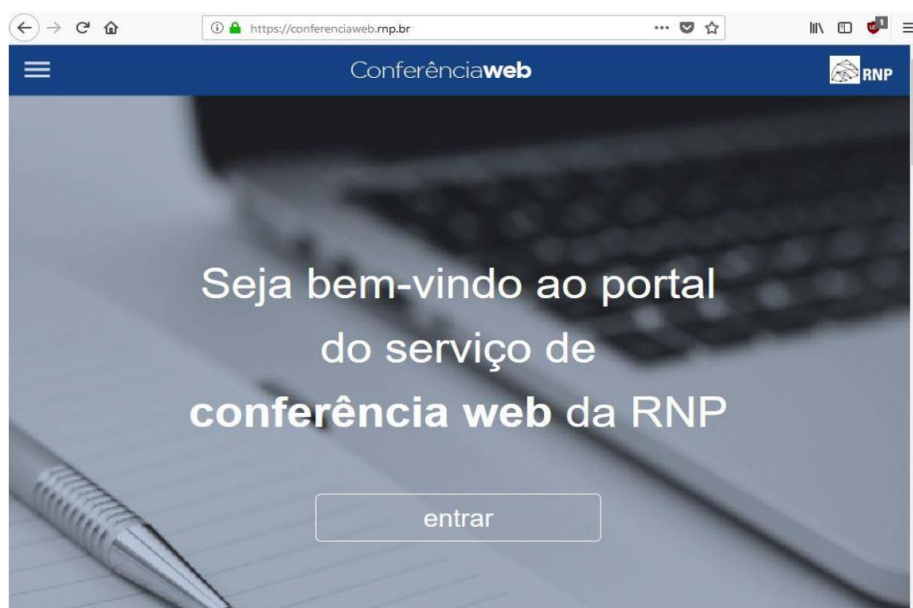 https://conferenciaweb.rnp.br
1
Conferênciaweb
RNP
Seja bem-vindo ao portal
do serviço de
conferência web da RNP
entrar